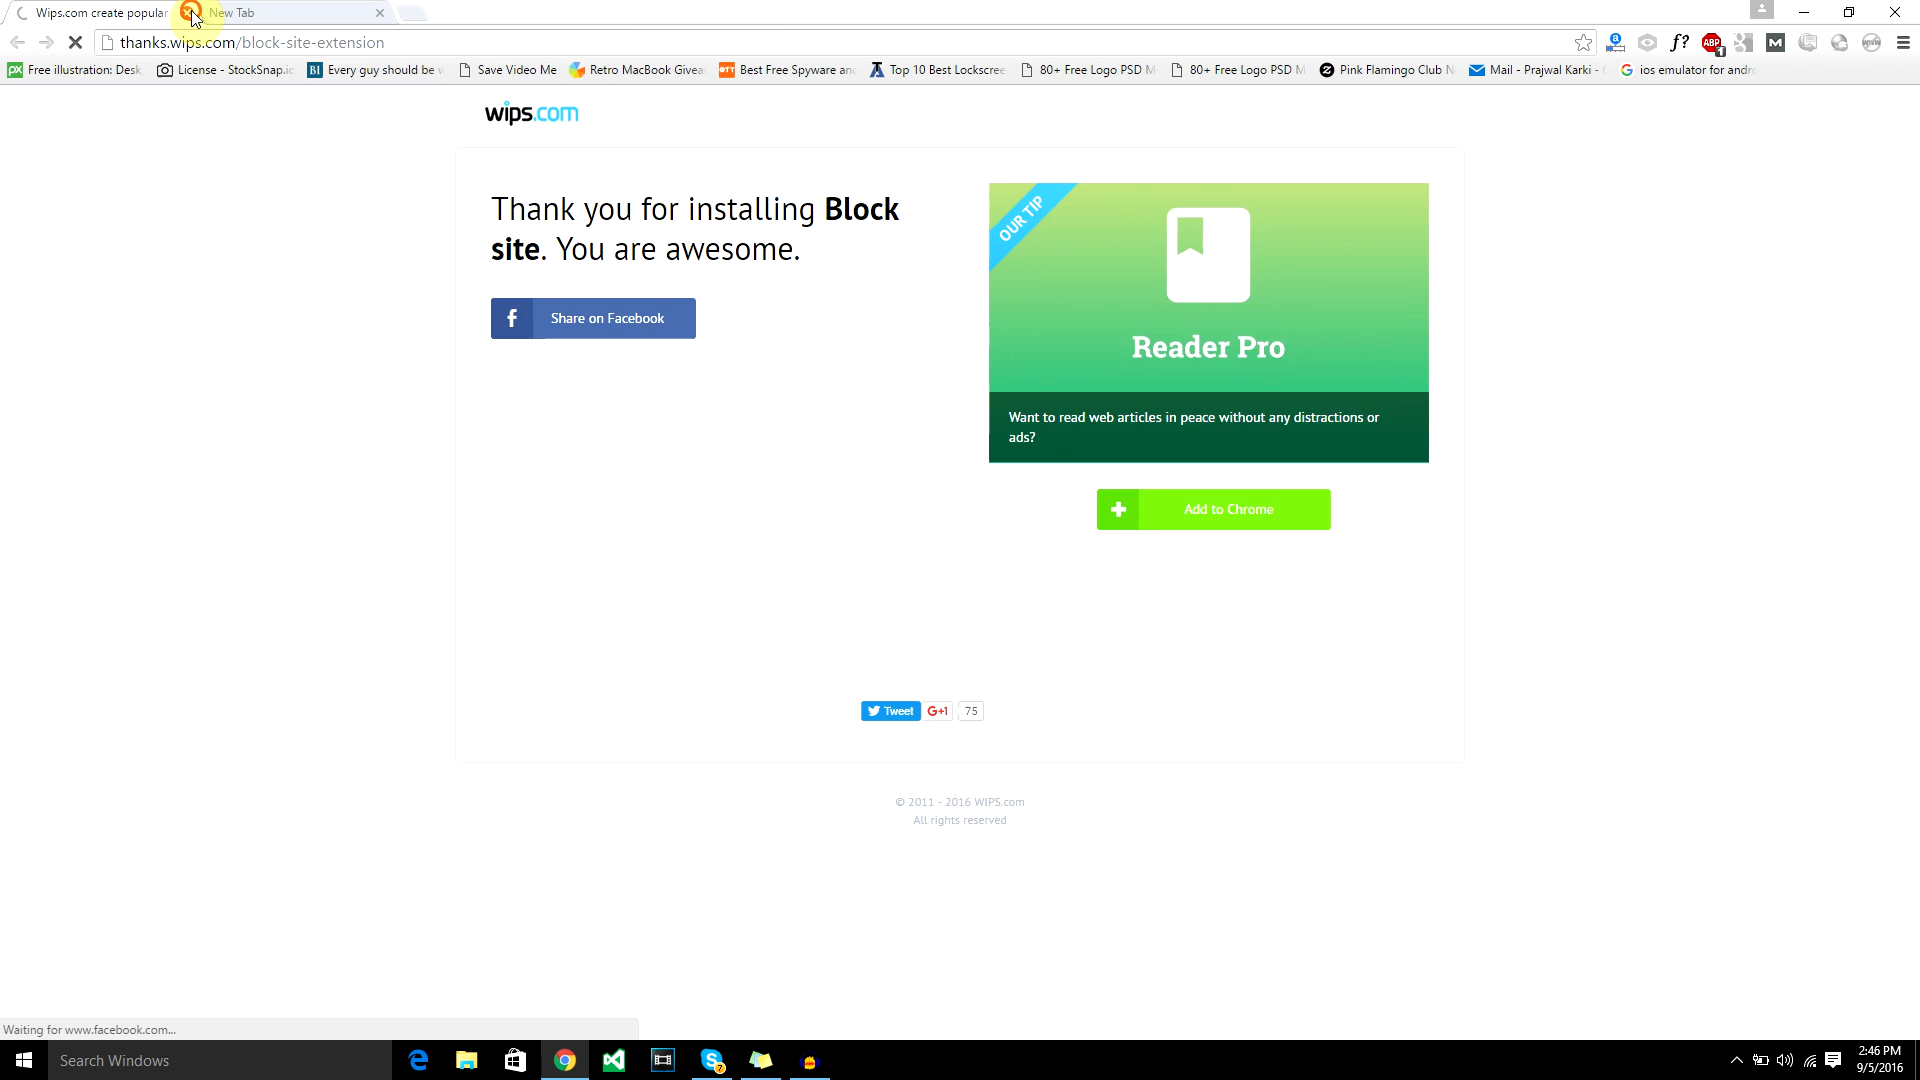 Wips.com create popular
New Tab
thanks.wips.com/block-site-extension
Free illustration: Desk
License - StockSnap.io
Every guy should be
Save Video Me
Retro MacBook Givea
Best Free Spyware an
Top 10 Best Lockscree
80+ Free Logo PSD M
80+ Free Logo PSD M
Pink Flamingo Club N
Mail - Prajwal Karki -
ios emulator for andr
wips.com
Thank you for installing Block
site. You are awesome.
Share on Facebook
OUR TIP
Reader Pro
Want to read web articles in peace without any distractions or
ads?
Add to Chrome
Tweet
G+1
75
© 2011 - 2016 WIPS.com
All rights reserved
Waiting for www.facebook.com...
Search Windows
2:46 PM
9/5/2016